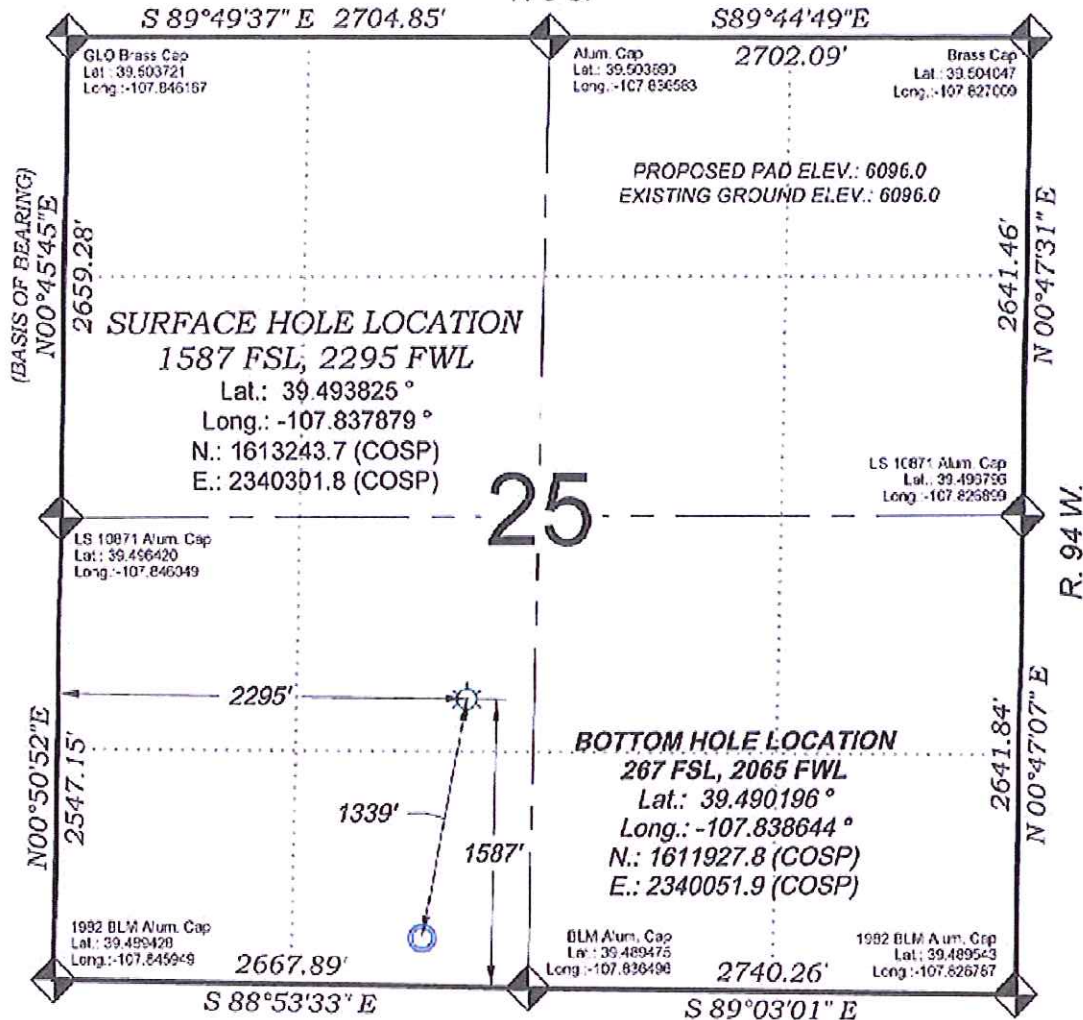 S 89°49'37" E 2704.85'
S89°44'49"E
2702.09'
GLO Brass Cap
Lat.: 39.503721
Long.:-107.846167
Alum. Cap
Lat.: 39.503890
Long.:-107.836583
Brass Cap
Lat.: 39.504047
Long.:-107.827009
PROPOSED PAD ELEV.: 6096.0
EXISTING GROUND ELEV.: 6096.0
(BASIS OF BEARING)
N00°45'45"E
2659.28'
2641.46'
N 00°47'31" E
SURFACE HOLE LOCATION
1587 FSL, 2295 FWL
Lat.: 39.493825 °
Long.: -107.837879 °
N.: 1613243.7 (COSP)
E.: 2340301.8 (COSP)
LS 10871 Alum. Cap
Lat.: 39.496796
Long.:-107.826899
25
R. 94 W.
LS 10871 Alum. Cap
Lat.: 39.496420
Long.:-107.846049
2295'
N00°50'52"E
2547.15'
1339'
1587'
BOTTOM HOLE LOCATION
267 FSL, 2065 FWL
Lat.: 39.490196 °
Long.: -107.838644 °
N.: 1611927.8 (COSP)
E.: 2340051.9 (COSP)
2641.84'
N 00°47'07" E
1992 BLM Alum. Cap
Lat.: 39.489428
Long.:-107.845949
BLM Alum. Cap
Lat.: 39.489475
Long.:-107.836496
1992 BLM Alum. Cap
Lat.: 39.489543
Long.:-107.826787
2667.89'
S 88°53'33" E
2740.26'
S 89°03'01" E